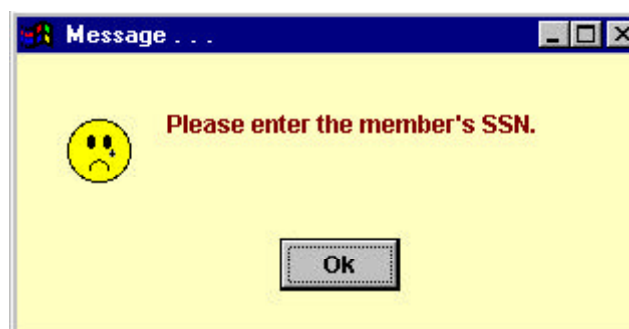 Message . . .
Please enter the member's SSN.
Ok